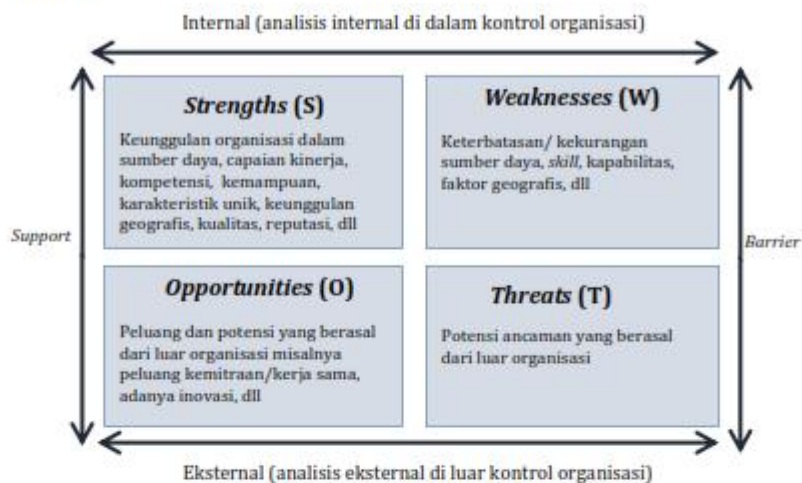 Internal (analisis internal di dalam kontrol organisasi)
Strengths (S)
Keunggulan organisasi dalam
sumber daya, capaian kinerja,
kompetensi, kemampuan,
karakteristik unik, keunggulan
geografis, kualitas, reputasi, dll
Weaknesses (W)
Keterbatasan/ kekurangan
sumber daya, skill, kapabilitas,
faktor geografis, dll
Support
Barrier
Opportunities (O)
Peluang dan potensi yang berasal
dari luar organisasi misalnya
peluang kemitraan/kerja sama,
adanya inovasi, dll
Threats (T)
Potensi ancaman yang berasal
dari luar organisasi
Eksternal (analisis eksternal di luar kontrol organisasi)